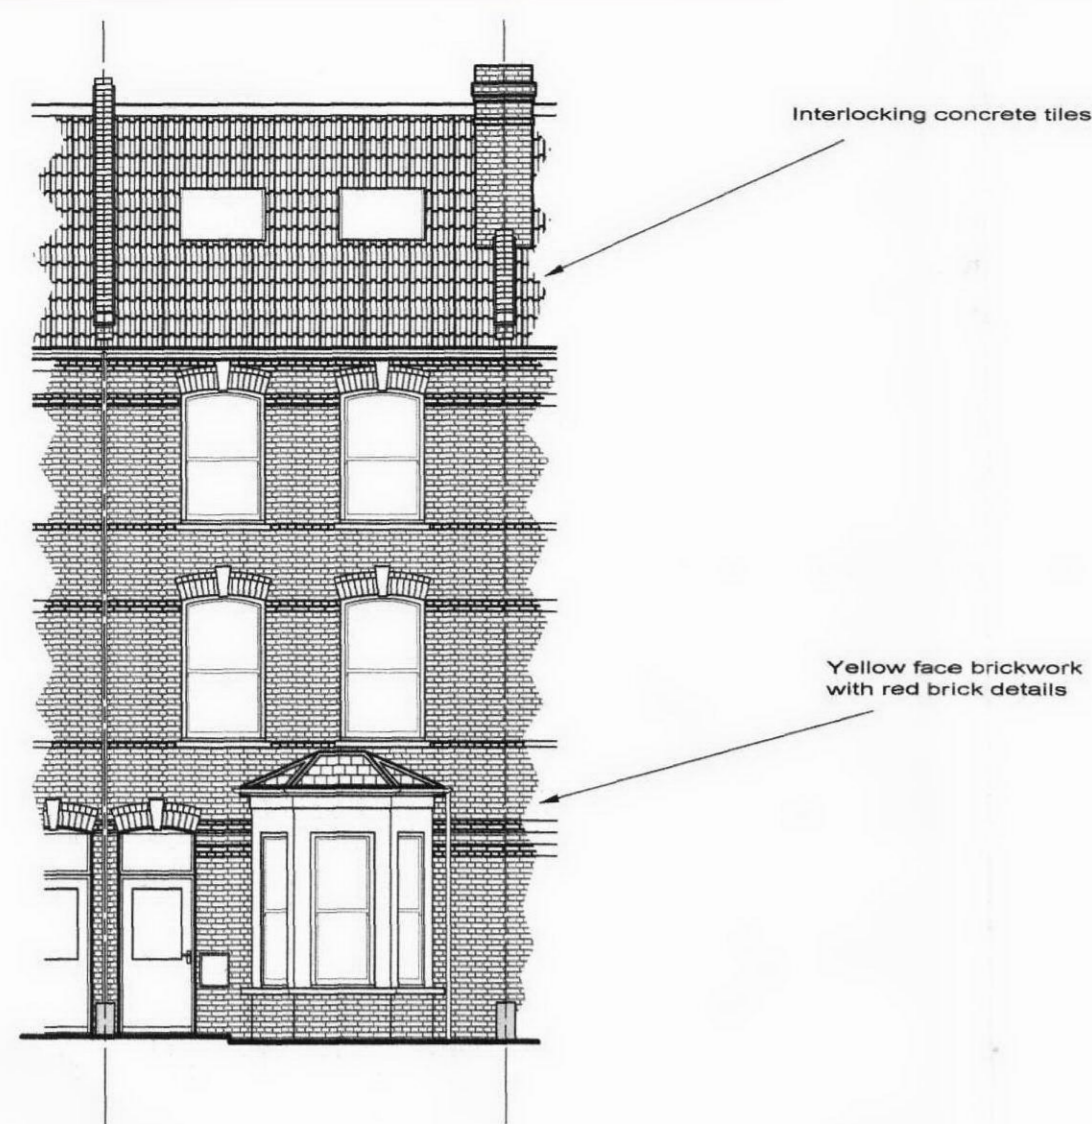 Interlocking concrete tiles
Yellow face brickwork
with red brick details